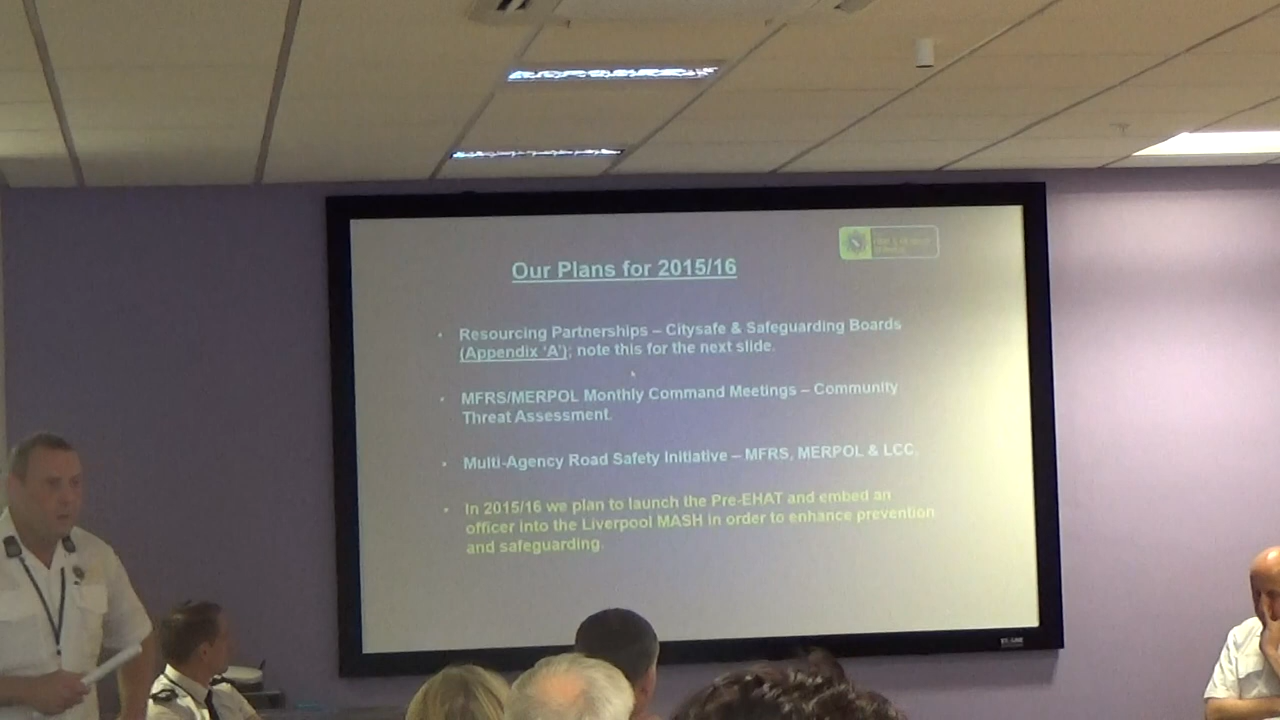 Our Plans for 2015/16
• Resourcing Partnerships – Citysafe & Safeguarding Boards
(Appendix 'A'); note this for the next slide.
• MFRS/MERPOL Monthly Command Meetings – Community
Threat Assessment.
• Multi-Agency Road Safety Initiative – MFRS, MERPOL & LCC.
• In 2015/16 we plan to launch the Pre-EHAT and embed an
officer into the Liverpool MASH in order to enhance prevention
and safeguarding.